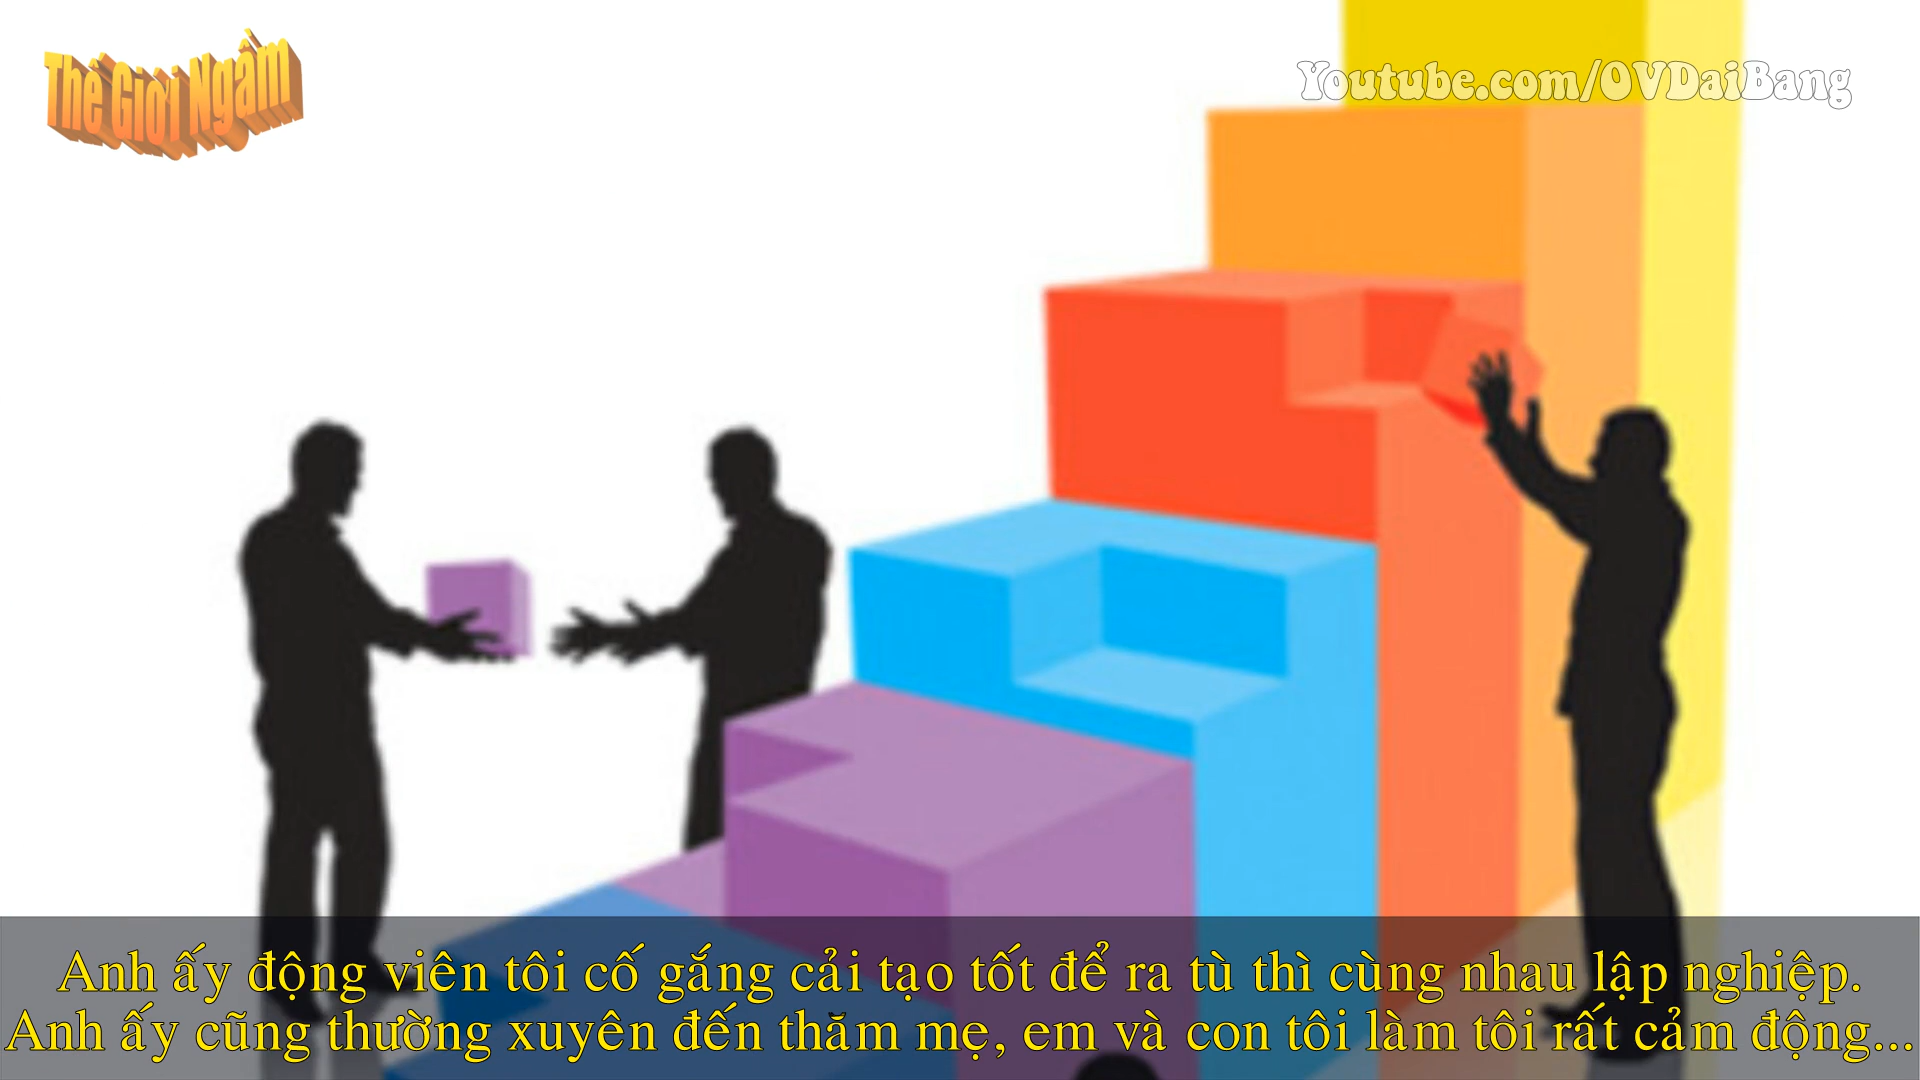 Thế Giới Ngầm
Youtube.com/OVDaiBang
Anh ấy động viên tôi cố gắng cải tạo tốt để ra tù thì cùng nhau lập nghiệp.
Anh ấy cũng thường xuyên đến thăm mẹ, em và con tôi làm tôi rất cảm động...